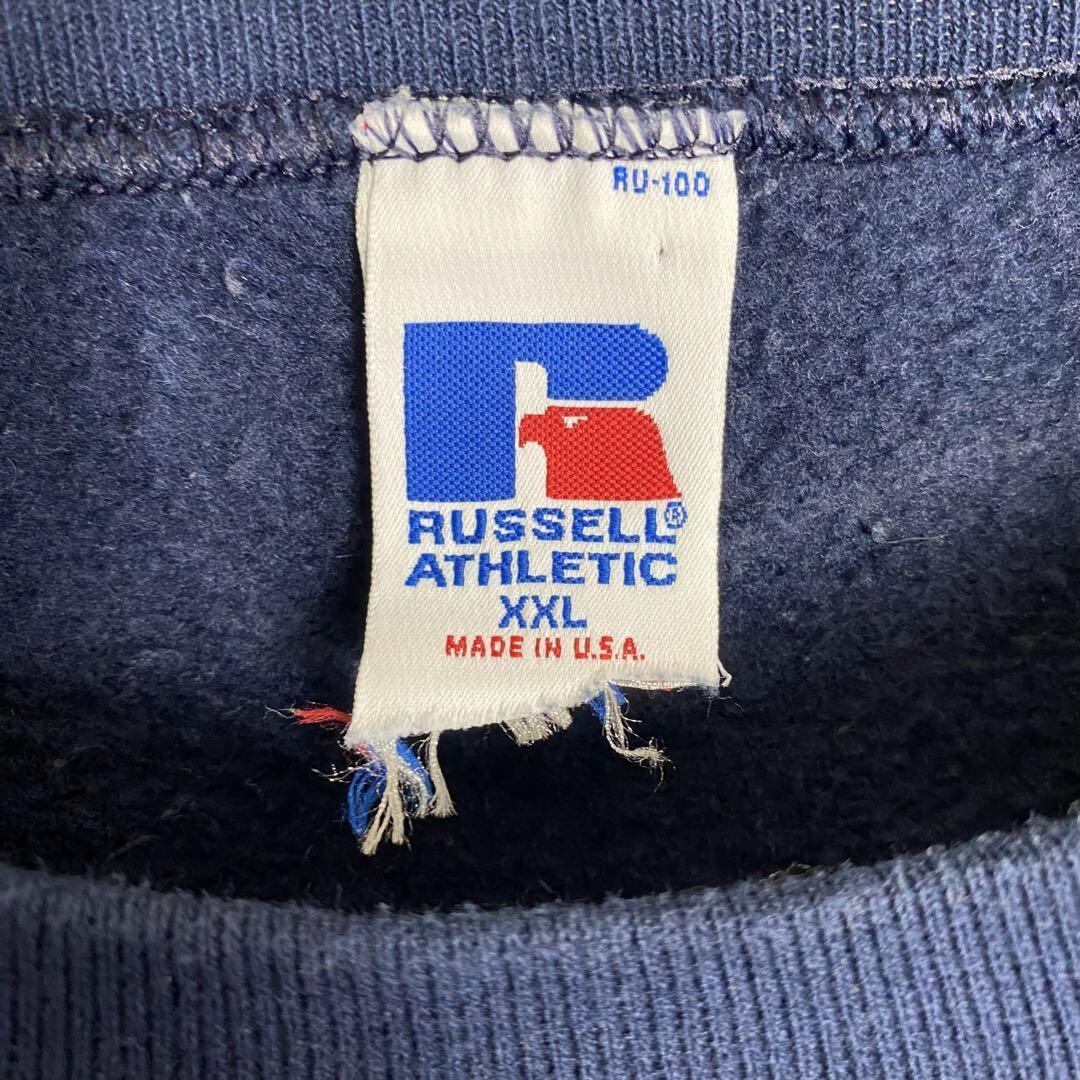 RU-100
RUSSELL®
ATHLETIC
XXL
MADE IN U.S.A.